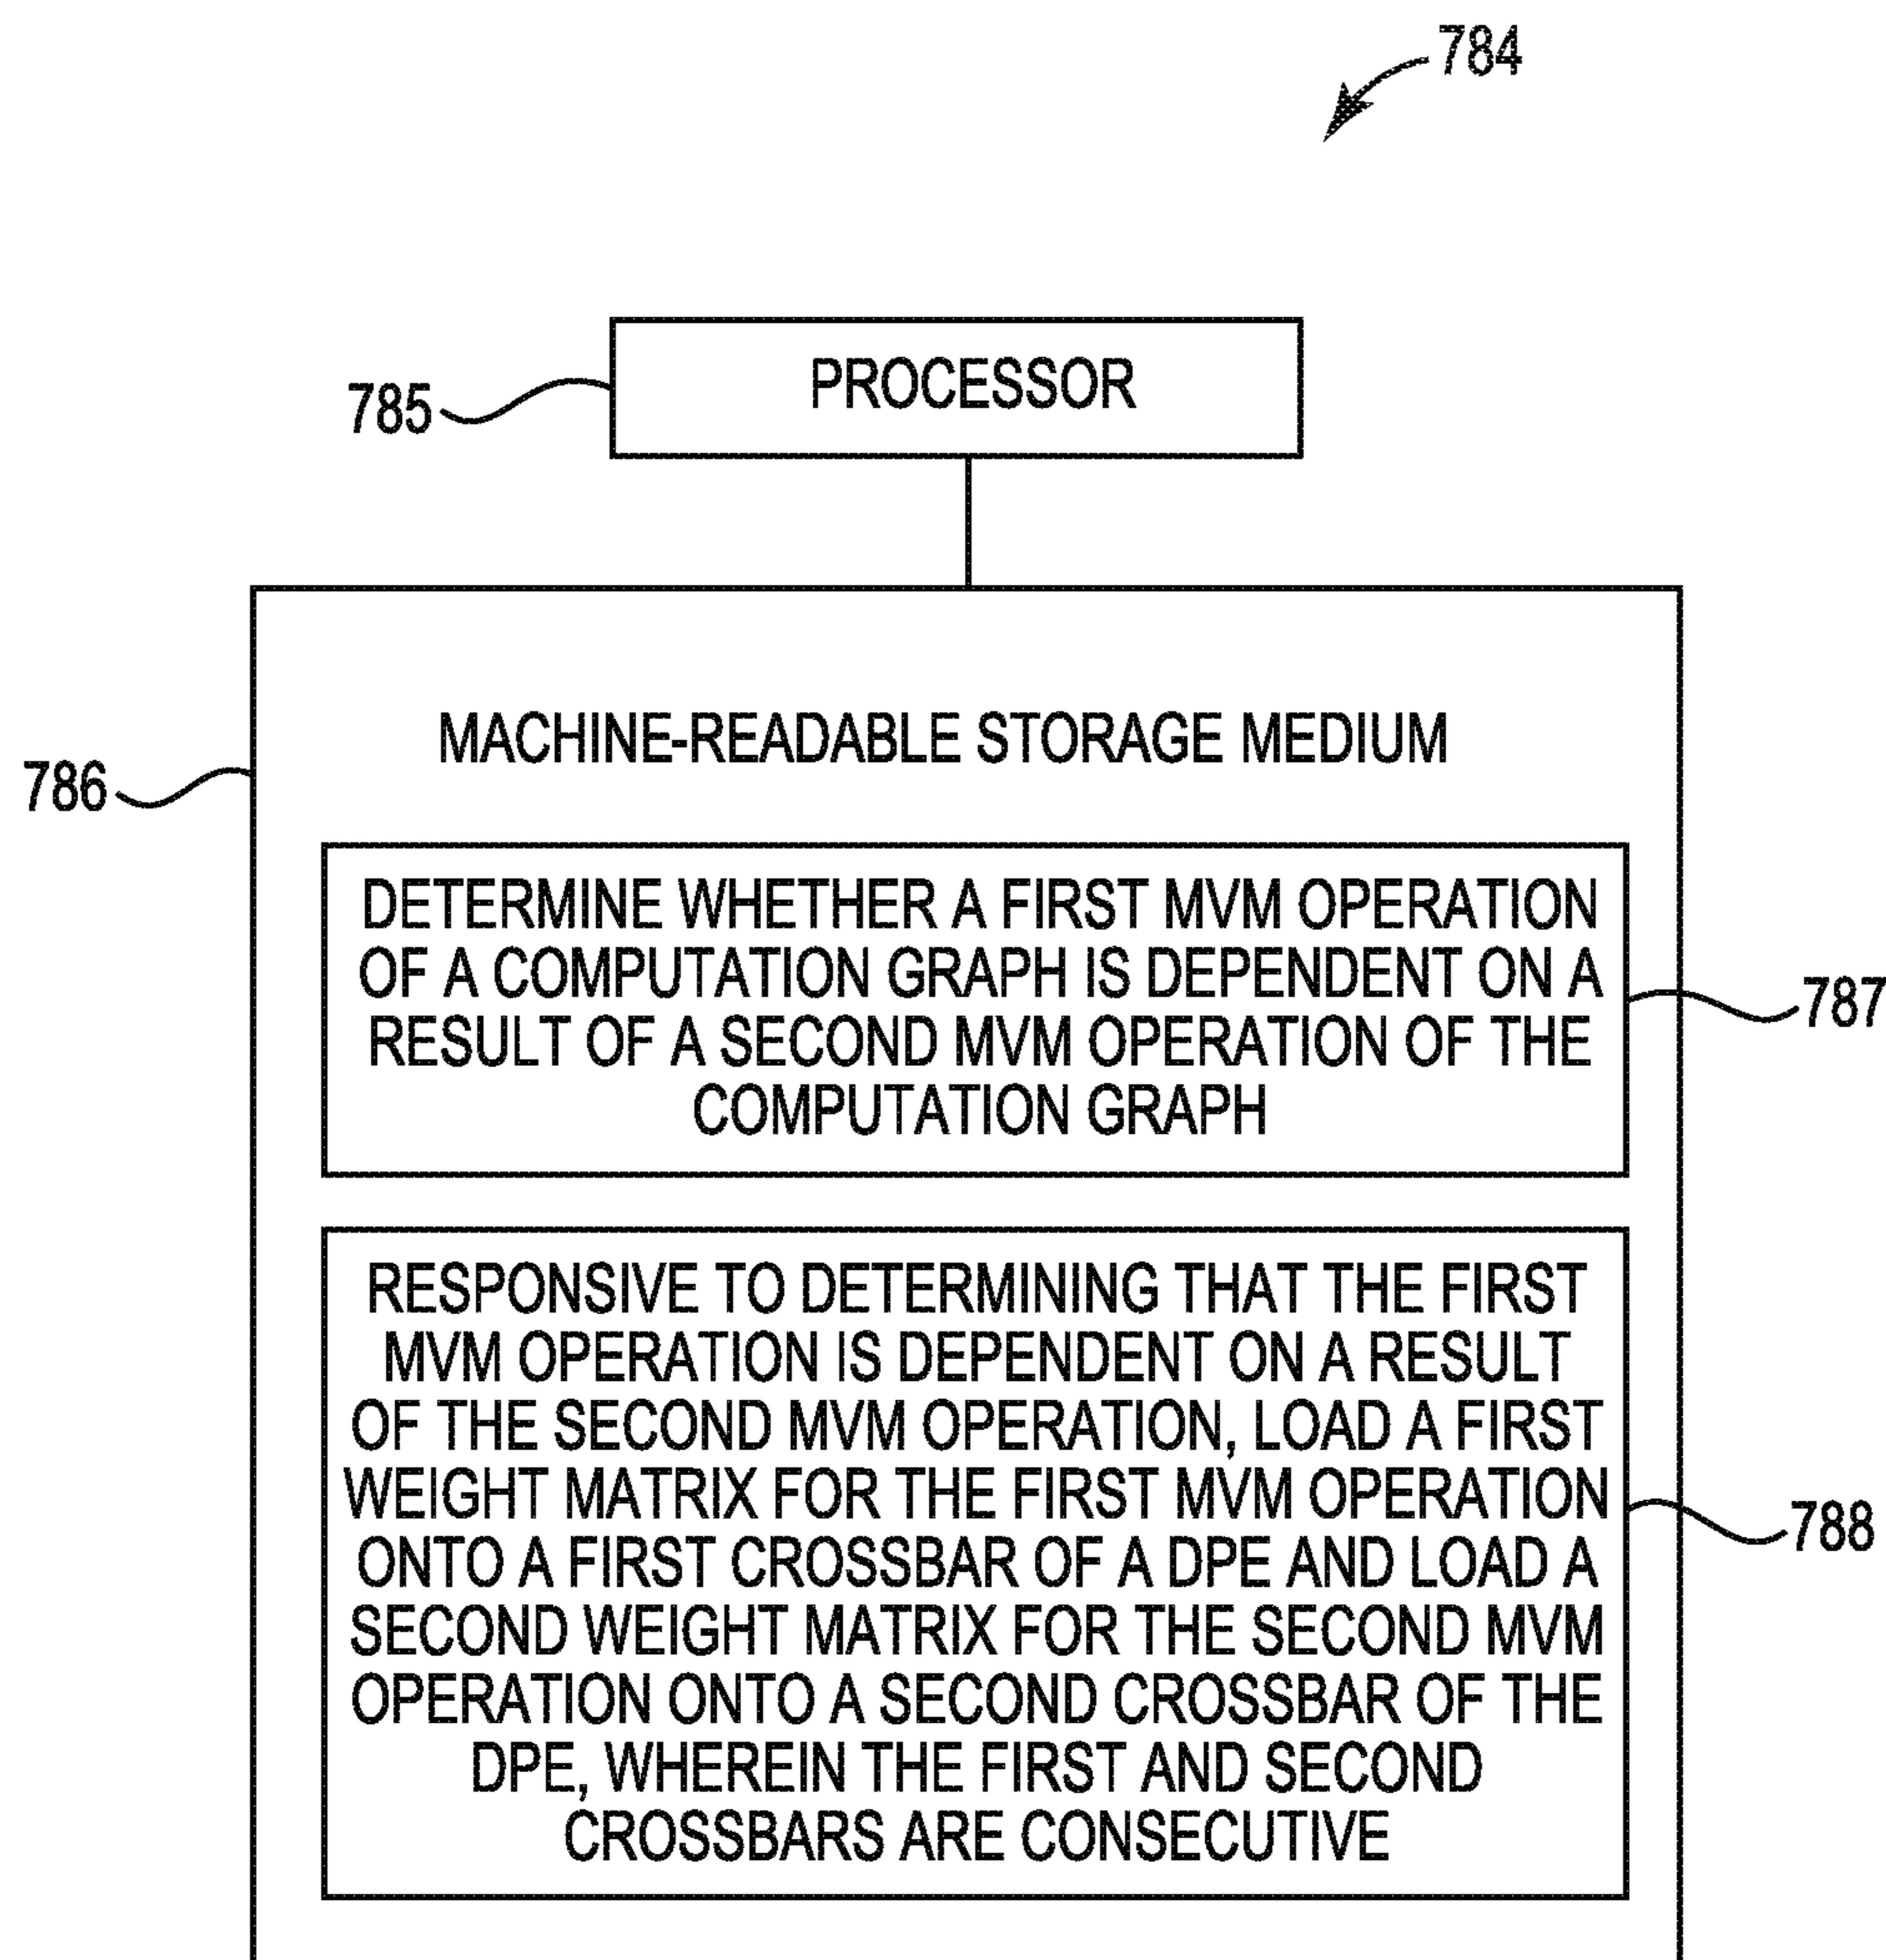 784
PROCESSOR
785
MACHINE-READABLE STORAGE MEDIUM
786
DETERMINE WHETHER A FIRST MVM OPERATION
OF A COMPUTATION GRAPH IS DEPENDENT ON A
RESULT OF A SECOND MVM OPERATION OF THE
COMPUTATION GRAPH
787
RESPONSIVE TO DETERMINING THAT THE FIRST
MVM OPERATION IS DEPENDENT ON A RESULT
OF THE SECOND MVM OPERATION, LOAD A FIRST
WEIGHT MATRIX FOR THE FIRST MVM OPERATION
ONTO A FIRST CROSSBAR OF A DPE AND LOAD A
SECOND WEIGHT MATRIX FOR THE SECOND MVM
OPERATION ONTO A SECOND CROSSBAR OF THE
DPE, WHEREIN THE FIRST AND SECOND
CROSSBARS ARE CONSECUTIVE
788